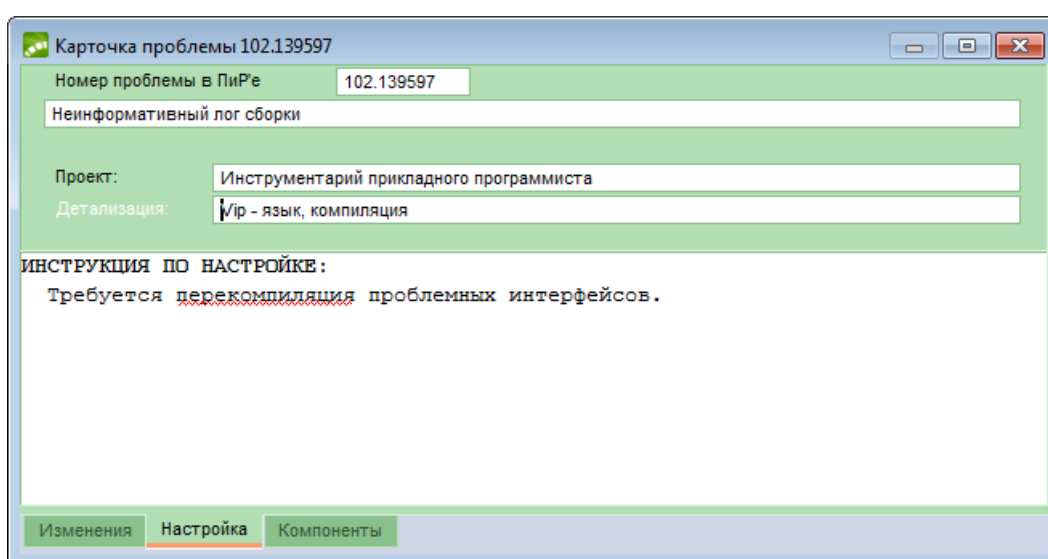 Карточка проблемы 102.139597
Номер проблемы в ПиР'е 102.139597
Неинформативный лог сборки
Проект: Инструментарий прикладного программиста
Детализация: Vip - язык, компиляция
ИНСТРУКЦИЯ ПО НАСТРОЙКЕ:
Требуется перекомпиляция проблемных интерфейсов.
Изменения Настройка Компоненты